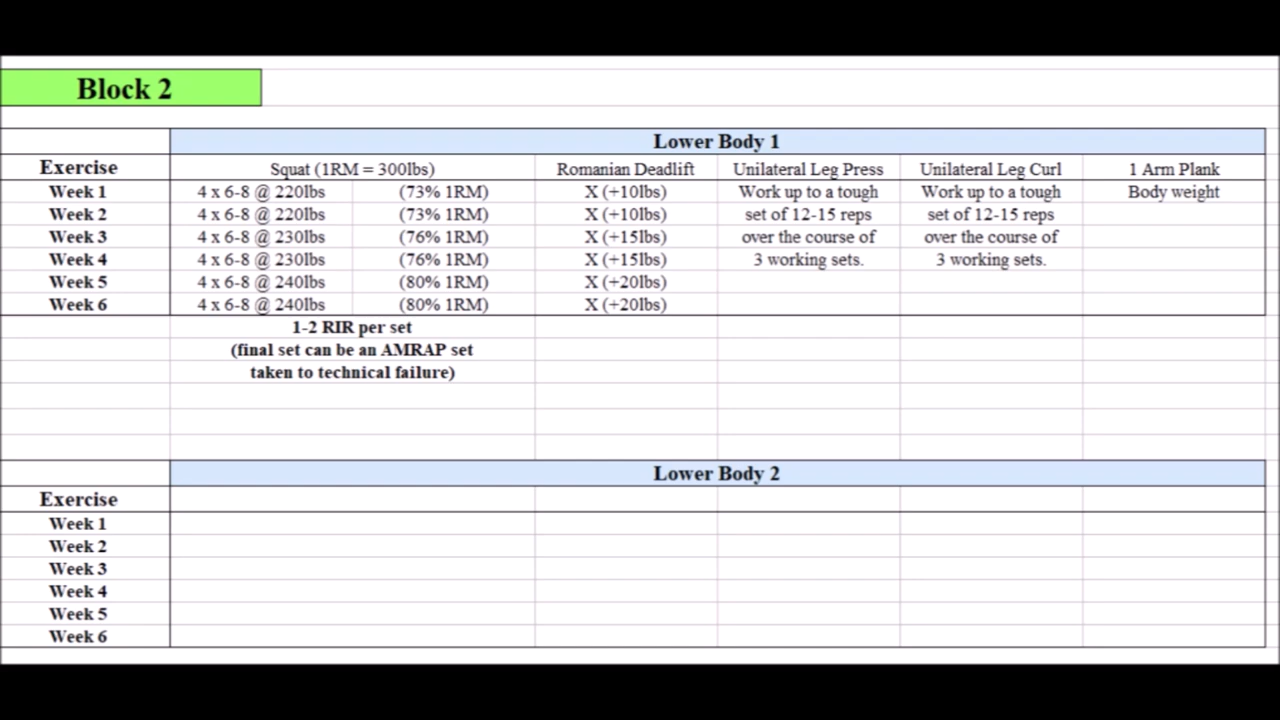 Block 2
Lower Body 1
Exercise Squat (1RM = 300lbs) Romanian Deadlift Unilateral Leg Press Unilateral Leg Curl 1 Arm Plank
Week 1 4 x 6-8 @ 220lbs (73% 1RM) X (+10lbs) Work up to a tough Work up to a tough Body weight
Week 2 4 x 6-8 @ 220lbs (73% 1RM) X (+10lbs) set of 12-15 reps set of 12-15 reps
Week 3 4 x 6-8 @ 230lbs (76% 1RM) X (+15lbs) over the course of over the course of
Week 4 4 x 6-8 @ 230lbs (76% 1RM) X (+15lbs) 3 working sets. 3 working sets.
Week 5 4 x 6-8 @ 240lbs (80% 1RM) X (+20lbs)
Week 6 4 x 6-8 @ 240lbs (80% 1RM) X (+20lbs)
1-2 RIR per set
(final set can be an AMRAP set
taken to technical failure)
Lower Body 2
Exercise
Week 1
Week 2
Week 3
Week 4
Week 5
Week 6